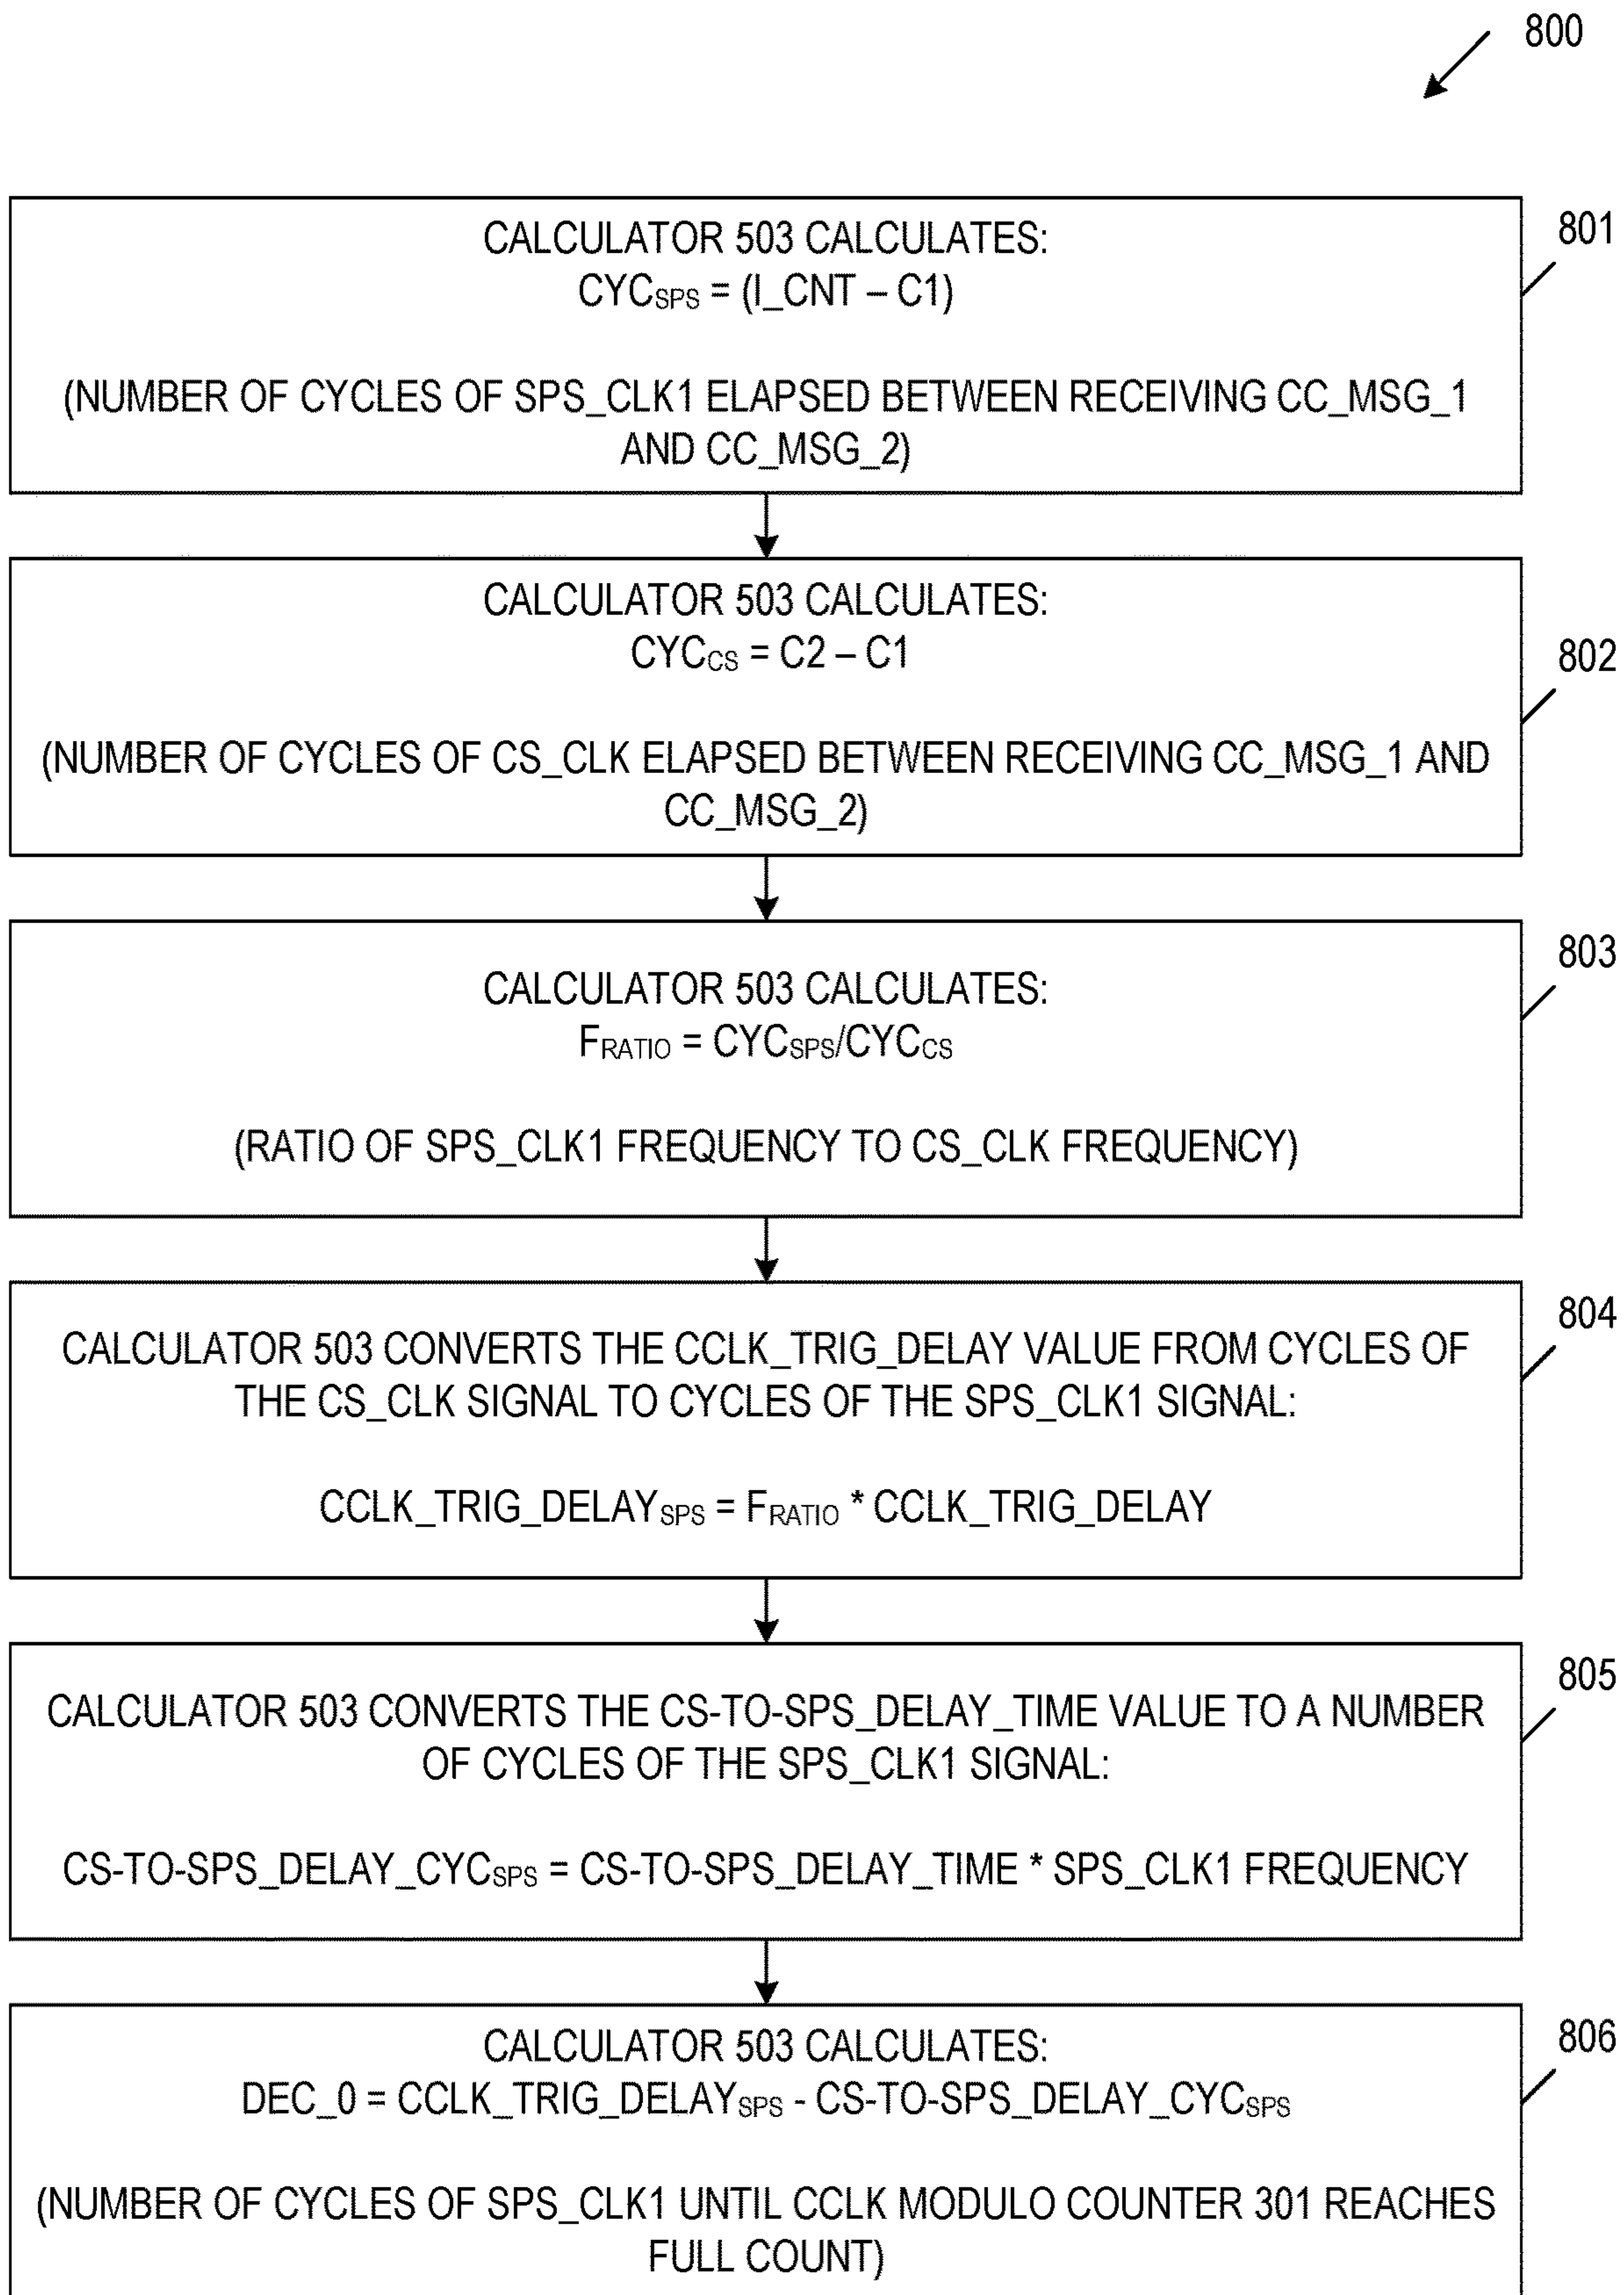 800
801
CALCULATOR 503 CALCULATES:
CYCSPS = (I_CNT – C1)
(NUMBER OF CYCLES OF SPS_CLK1 ELAPSED BETWEEN RECEIVING CC_MSG_1
AND CC_MSG_2)
802
CALCULATOR 503 CALCULATES:
CYCCS = C2 – C1
(NUMBER OF CYCLES OF CS_CLK ELAPSED BETWEEN RECEIVING CC_MSG_1 AND
CC_MSG_2)
803
CALCULATOR 503 CALCULATES:
FRATIO = CYCSPS/CYCCS
(RATIO OF SPS_CLK1 FREQUENCY TO CS_CLK FREQUENCY)
804
CALCULATOR 503 CONVERTS THE CCLK_TRIG_DELAY VALUE FROM CYCLES OF
THE CS_CLK SIGNAL TO CYCLES OF THE SPS_CLK1 SIGNAL:
CCLK_TRIG_DELAYSPS = FRATIO * CCLK_TRIG_DELAY
805
CALCULATOR 503 CONVERTS THE CS-TO-SPS_DELAY_TIME VALUE TO A NUMBER
OF CYCLES OF THE SPS_CLK1 SIGNAL:
CS-TO-SPS_DELAY_CYCSPS = CS-TO-SPS_DELAY_TIME * SPS_CLK1 FREQUENCY
806
CALCULATOR 503 CALCULATES:
DEC_0 = CCLK_TRIG_DELAYSPS - CS-TO-SPS_DELAY_CYCSPS
(NUMBER OF CYCLES OF SPS_CLK1 UNTIL CCLK MODULO COUNTER 301 REACHES
FULL COUNT)